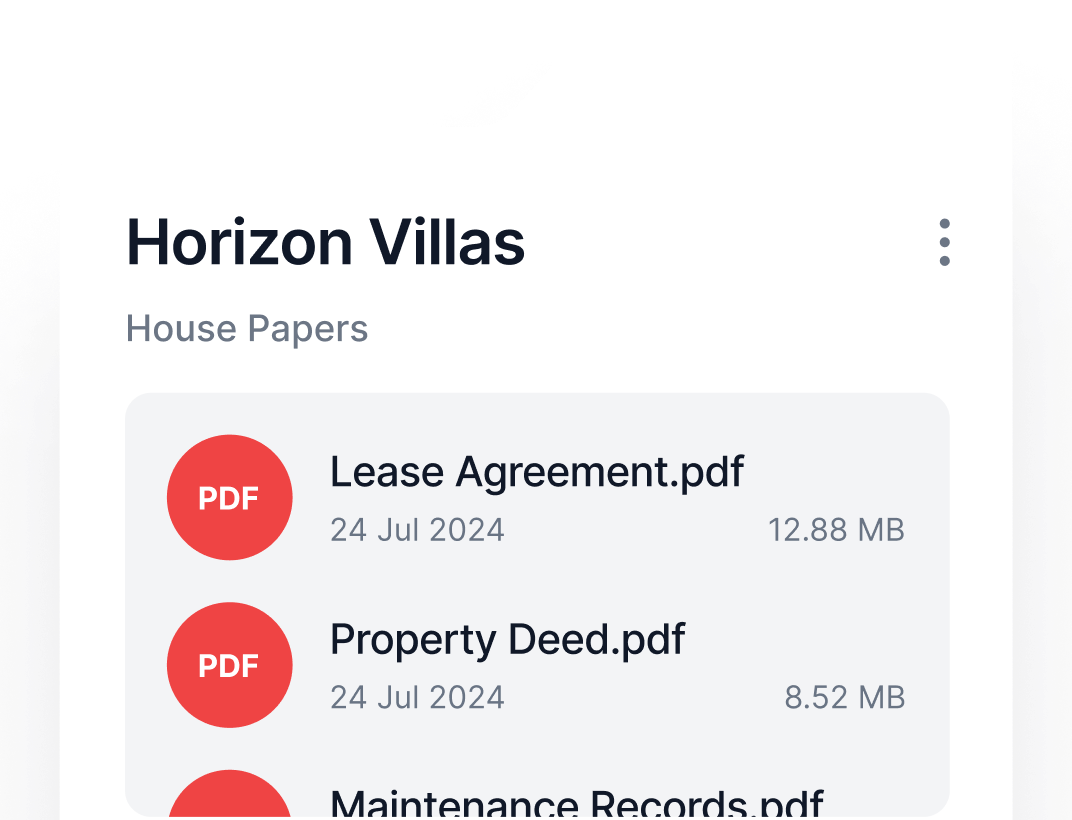 Horizon Villas
House Papers
PDF
Lease Agreement.pdf
24 Jul 2024 12.88 MB
PDF
Property Deed.pdf
24 Jul 2024 8.52 MB
Maintenance Records.pdf